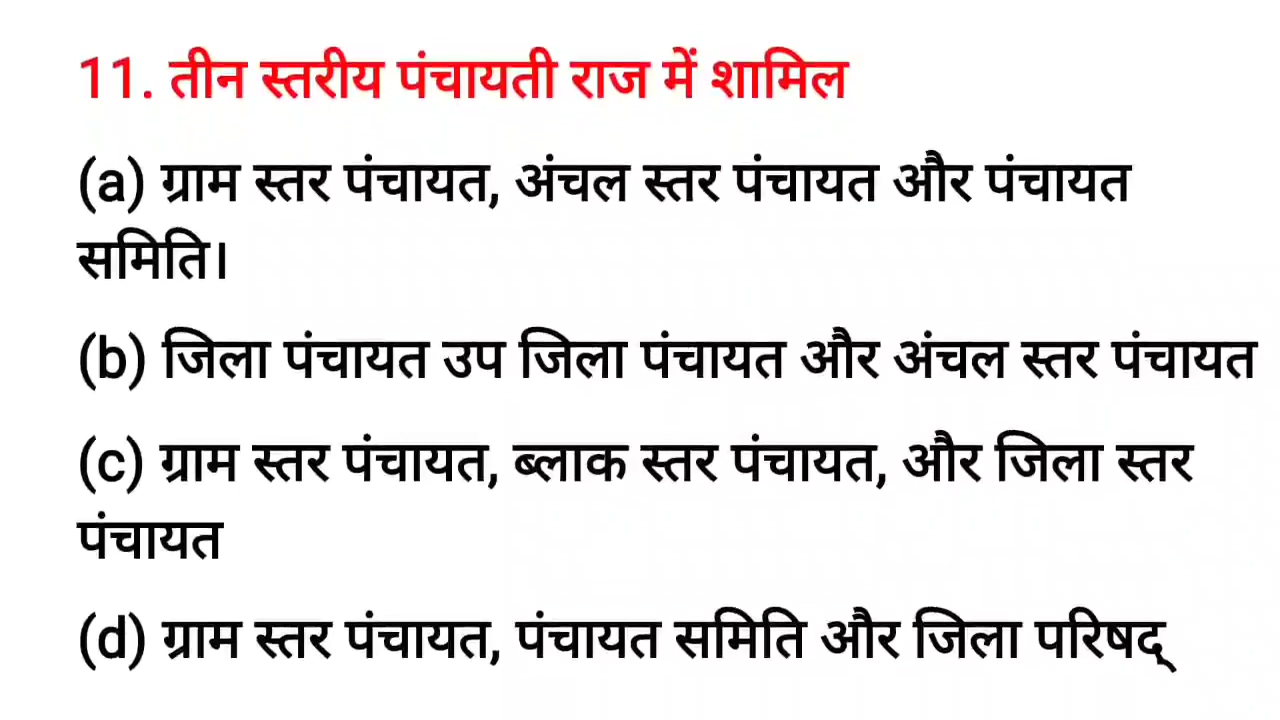 11. तीन स्तरीय पंचायती राज में शामिल
(a) ग्राम स्तर पंचायत, अंचल स्तर पंचायत और पंचायत
समिति।
(b) जिला पंचायत उप जिला पंचायत और अंचल स्तर पंचायत
(c) ग्राम स्तर पंचायत, ब्लाक स्तर पंचायत, और जिला स्तर
पंचायत
(d) ग्राम स्तर पंचायत, पंचायत समिति और जिला परिषद्